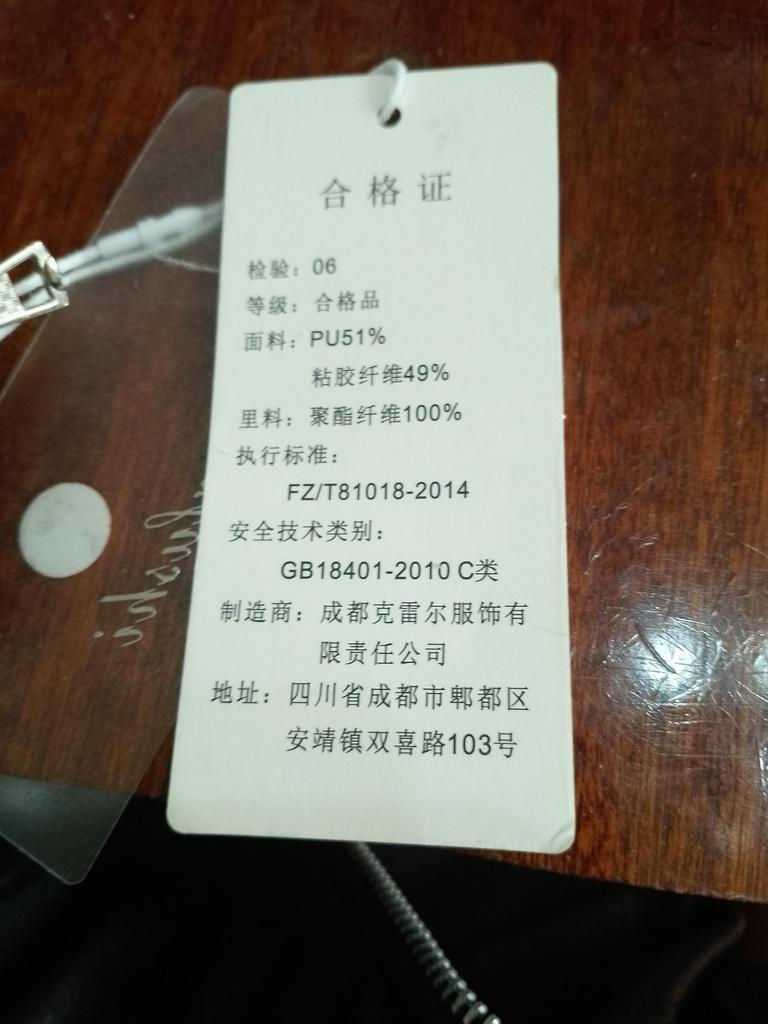 合格证
检验：06
等级：合格品
面料：PU51%
粘胶纤维49%
里料：聚酯纤维100%
执行标准：
FZ/T81018-2014
安全技术类别：
GB18401-2010 C类
制造商：成都克雷尔服饰有
限责任公司
地址：四川省成都市郫都区
安靖镇双喜路103号